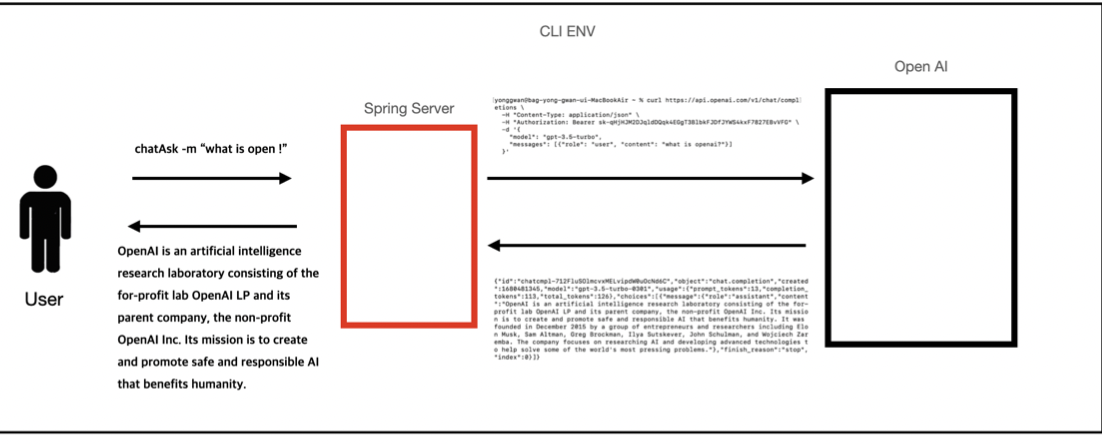 CLI ENV
Open AI
Spring Server
yonggwan@bag-yong-gwan-ui-MacBookAir ~ % curl https://api.openai.com/v1/chat/compl
etions \
-H "Content-Type: application/json" \
-H "Authorization: Bearer \
-d '{
"model": "gpt-3.5-turbo",
"messages": [{"role": "user", "content": "what is openai?"}]
}'
chatAsk -m “what is open !”
User
OpenAI is an artificial intelligence
research laboratory consisting of the
for-profit lab OpenAI LP and its
parent company, the non-profit
OpenAI Inc. Its mission is to create
and promote safe and responsible AI
that benefits humanity.
{"id":"","object":"chat.completion","created
":1680481345,"model":"gpt-3.5-turbo-0301","usage":{"prompt_tokens":13,"completion_
tokens":113,"total_tokens":126},"choices":[{"message":{"role":"assistant","content
":"OpenAI is an artificial intelligence research laboratory consisting of the for-
profit lab OpenAI LP and its parent company, the non-profit OpenAI Inc. Its missio
n is to create and promote safe and responsible AI that benefits humanity. It was
founded in December 2015 by a group of entrepreneurs and researchers including Elo
n Musk, Sam Altman, Greg Brockman, Ilya Sutskever, John Schulman, and Wojciech Zar
emba. The company focuses on researching AI and developing advanced technologies t
o help solve some of the world's most pressing problems."},"finish_reason":"stop",
"index":0}]}